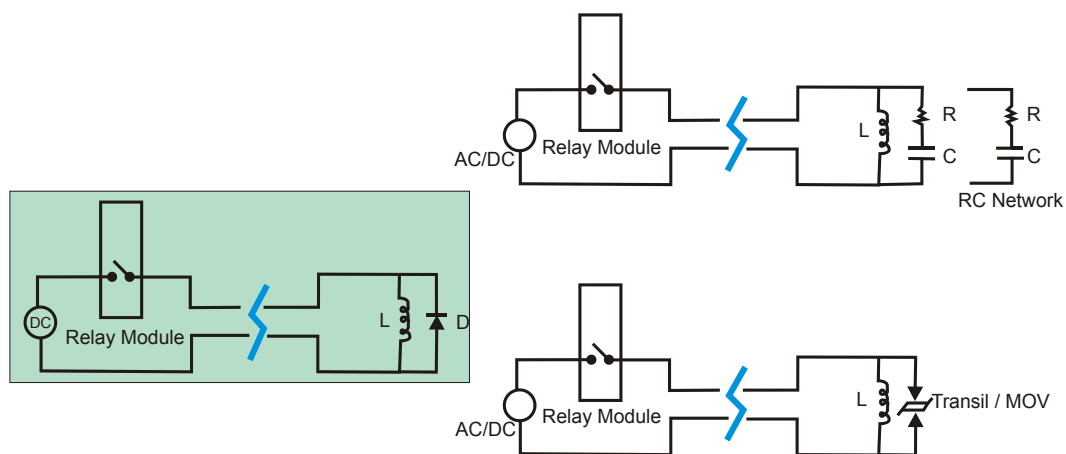 Relay Module
AC/DC
L
R
C
R
C
RC Network
DC
Relay Module
L
D
Relay Module
AC/DC
L
Transil / MOV